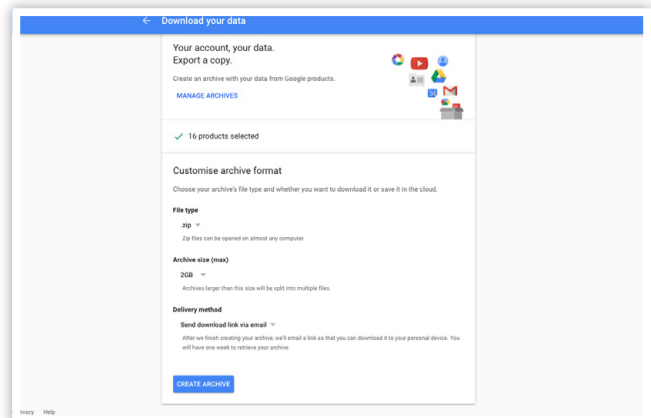 Download your data
Your account, your data.
Export a copy.
Create an archive with your data from Google products.
MANAGE ARCHIVES
16 products selected
Customise archive format
Choose your archive's file type and whether you want to download it or save it in the cloud.
File type
.zip
Zip files can be opened on almost any computer.
Archive size (max)
2GB
Archives larger than this size will be split into multiple files.
Delivery method
Send download link via email
After we finish creating your archive, we'll email a link so that you can download it to your personal device. You
will have one week to retrieve your archive.
CREATE ARCHIVE
ivacy Help